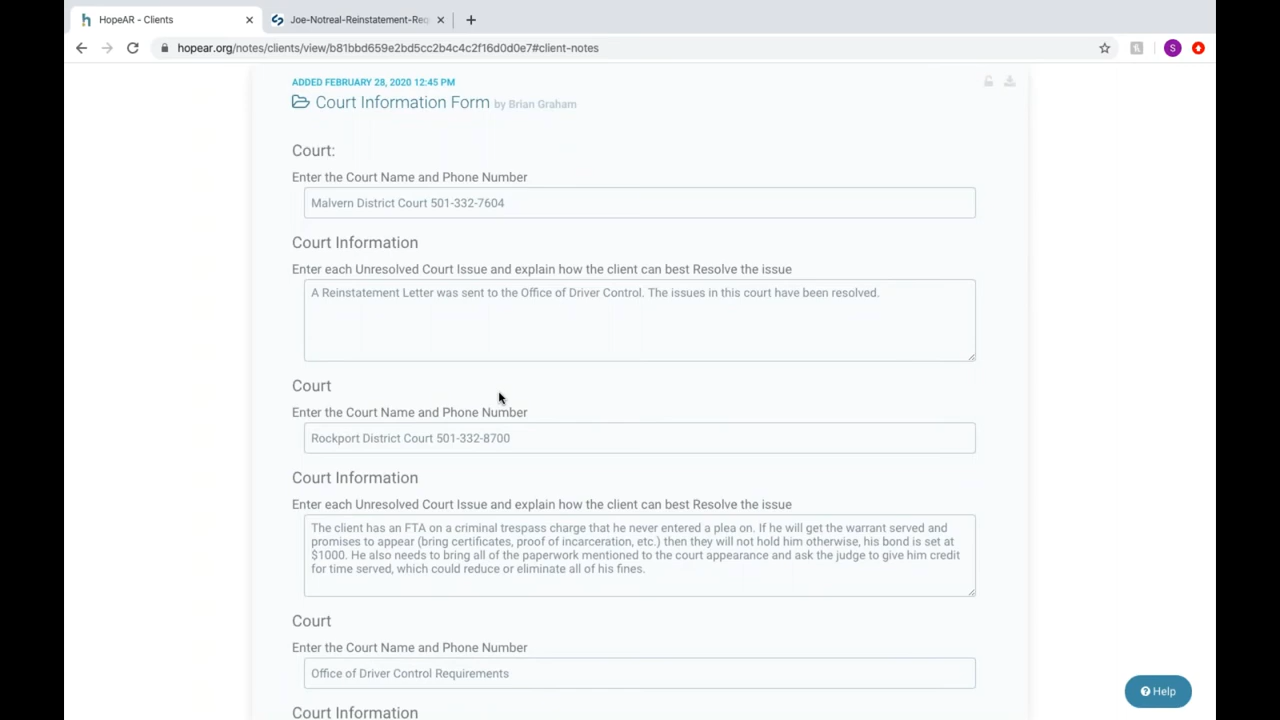 HopeAR - Clients
Joe-Notreal-Reinstatement-Req
hopear.org/notes/clients/view/b81bbd659e2bd5cc2b4c4c2f16d0d0e7#client-notes
S
ADDED FEBRUARY 28, 2020 12:45 PM
Court Information Form by Brian Graham
Court:
Enter the Court Name and Phone Number
Malvern District Court 501-332-7604
Court Information
Enter each Unresolved Court Issue and explain how the client can best Resolve the issue
A Reinstatement Letter was sent to the Office of Driver Control. The issues in this court have been resolved.
Court
Enter the Court Name and Phone Number
Rockport District Court 501-332-8700
Court Information
Enter each Unresolved Court Issue and explain how the client can best Resolve the issue
The client has an FTA on a criminal trespass charge that he never entered a plea on. If he will get the warrant served and
promises to appear (bring certificates, proof of incarceration, etc.) then they will not hold him otherwise, his bond is set at
$1000. He also needs to bring all of the paperwork mentioned to the court appearance and ask the judge to give him credit
for time served, which could reduce or eliminate all of his fines.
Court
Enter the Court Name and Phone Number
Office of Driver Control Requirements
Court Information
Help